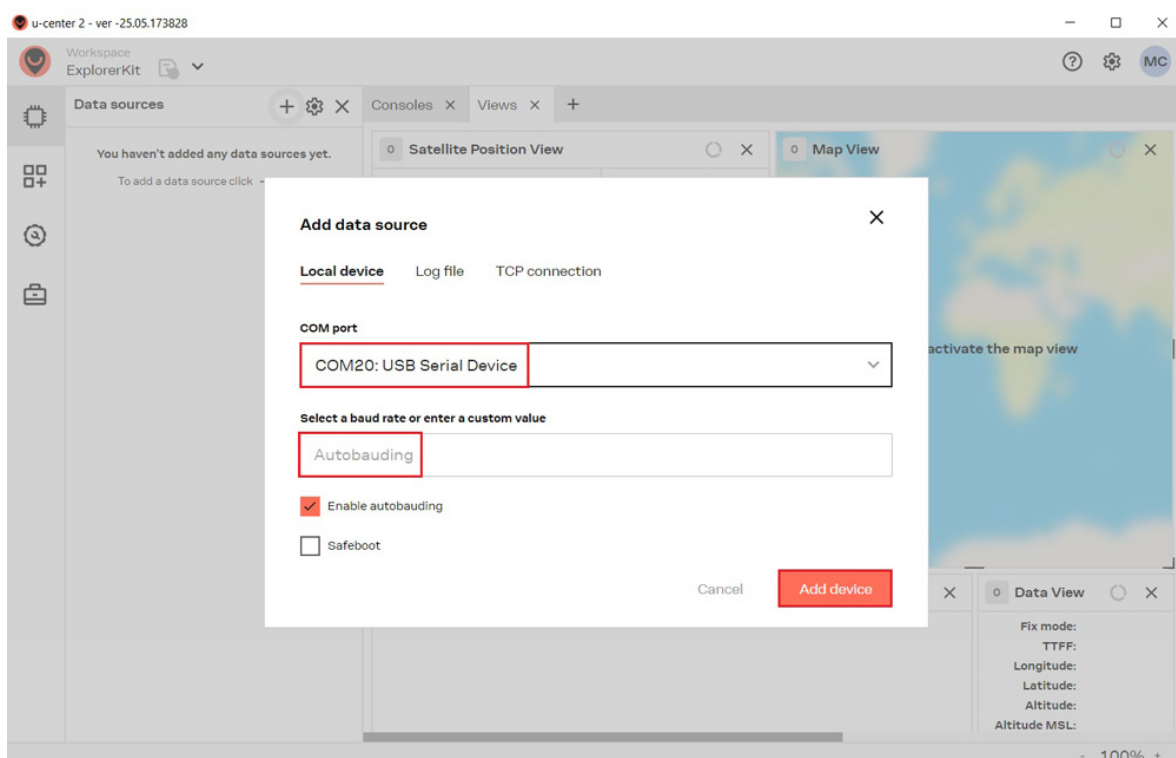 u-center 2 - ver -25.05.173828
Workspace
ExplorerKit
MC
Data sources
Consoles
Views
You haven't added any data sources yet.
To add a data source click
0 Satellite Position View
0 Map View
activate the map view
Add data source
Local device Log file TCP connection
COM port
COM20: USB Serial Device
Select a baud rate or enter a custom value
Autobauding
Enable autobauding
Safeboot
Cancel
Add device
0 Data View
Fix mode:
TTFF:
Longitude:
Latitude:
Altitude:
Altitude MSL:
- 100% +